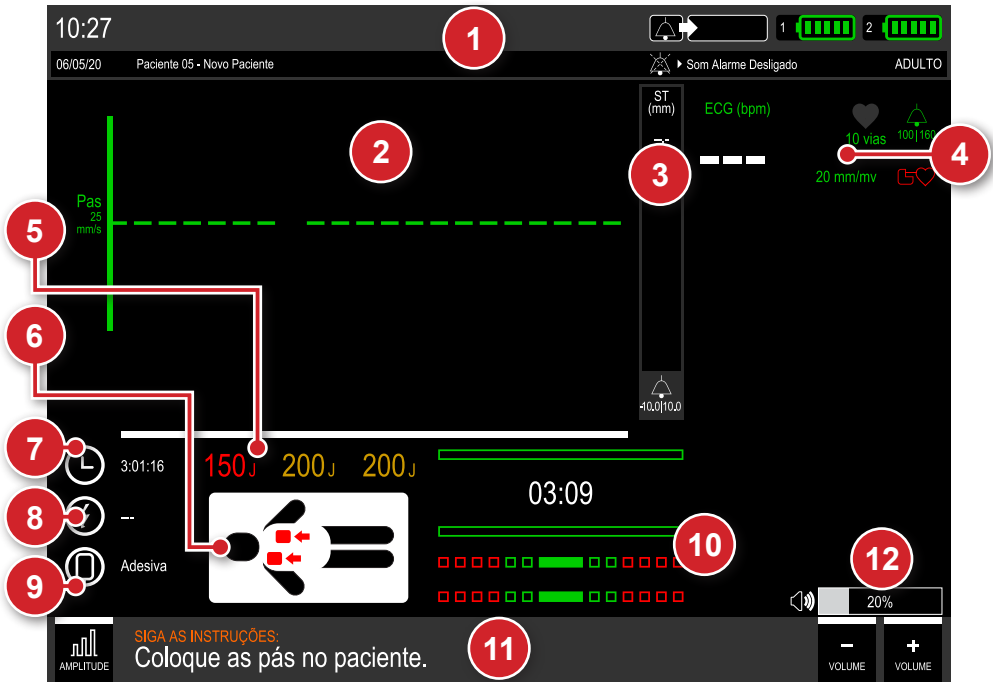 10:27
1
1
2
06/05/20
Paciente 05 - Novo Paciente
Som Alarme Desligado
ADULTO
ST
(mm)
--
ECG (bpm)
---
10 vias
100|160
20 mm/mv
2
3
4
Pas
25
mm/s
5
6
-10.0|10.0
7
3:01:16
150J
200J
200J
03:09
8
--
9
Adesiva
10
12
20%
AMPLITUDE
SIGA AS INSTRUÇÕES:
Coloque as pás no paciente.
11
–
VOLUME
+
VOLUME